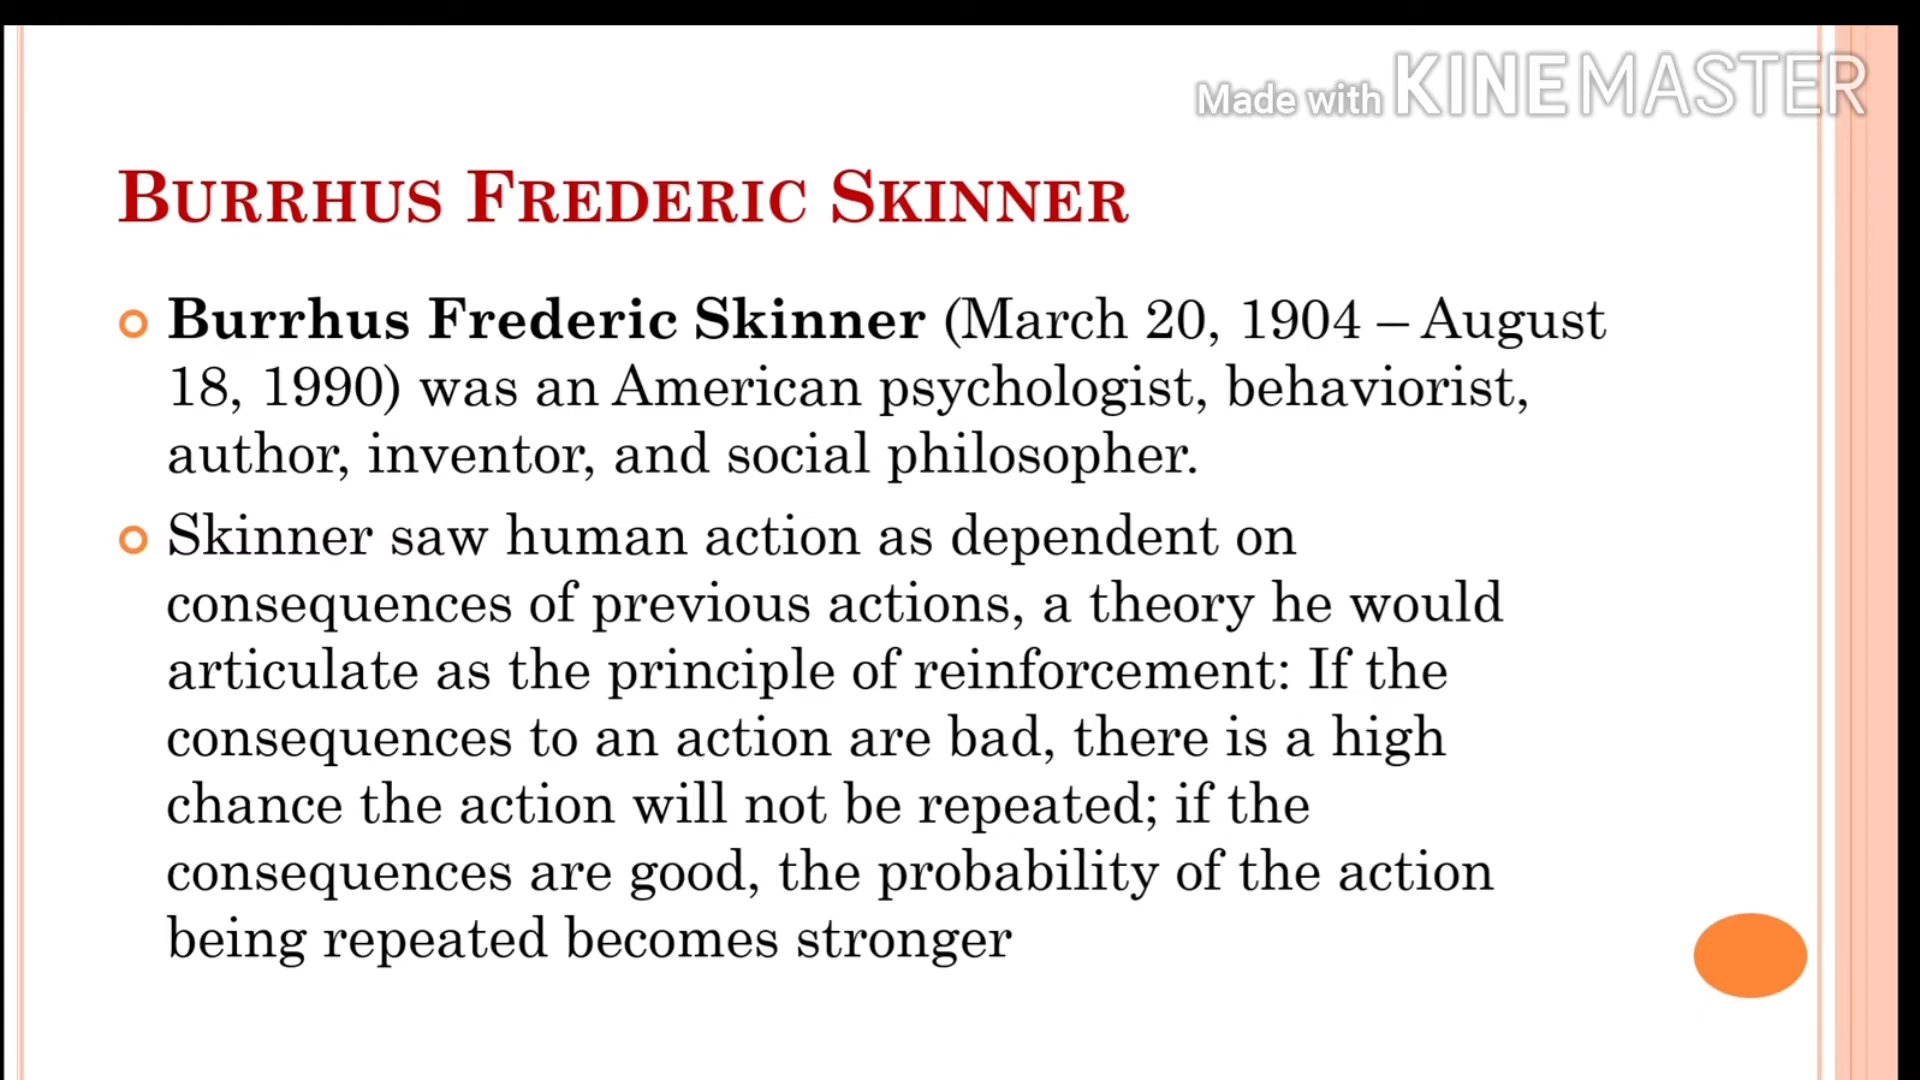 Made with KINEMASTER
BURRHUS FREDERIC SKINNER
Burrhus Frederic Skinner (March 20, 1904 – August
18, 1990) was an American psychologist, behaviorist,
author, inventor, and social philosopher.
Skinner saw human action as dependent on
consequences of previous actions, a theory he would
articulate as the principle of reinforcement: If the
consequences to an action are bad, there is a high
chance the action will not be repeated; if the
consequences are good, the probability of the action
being repeated becomes stronger